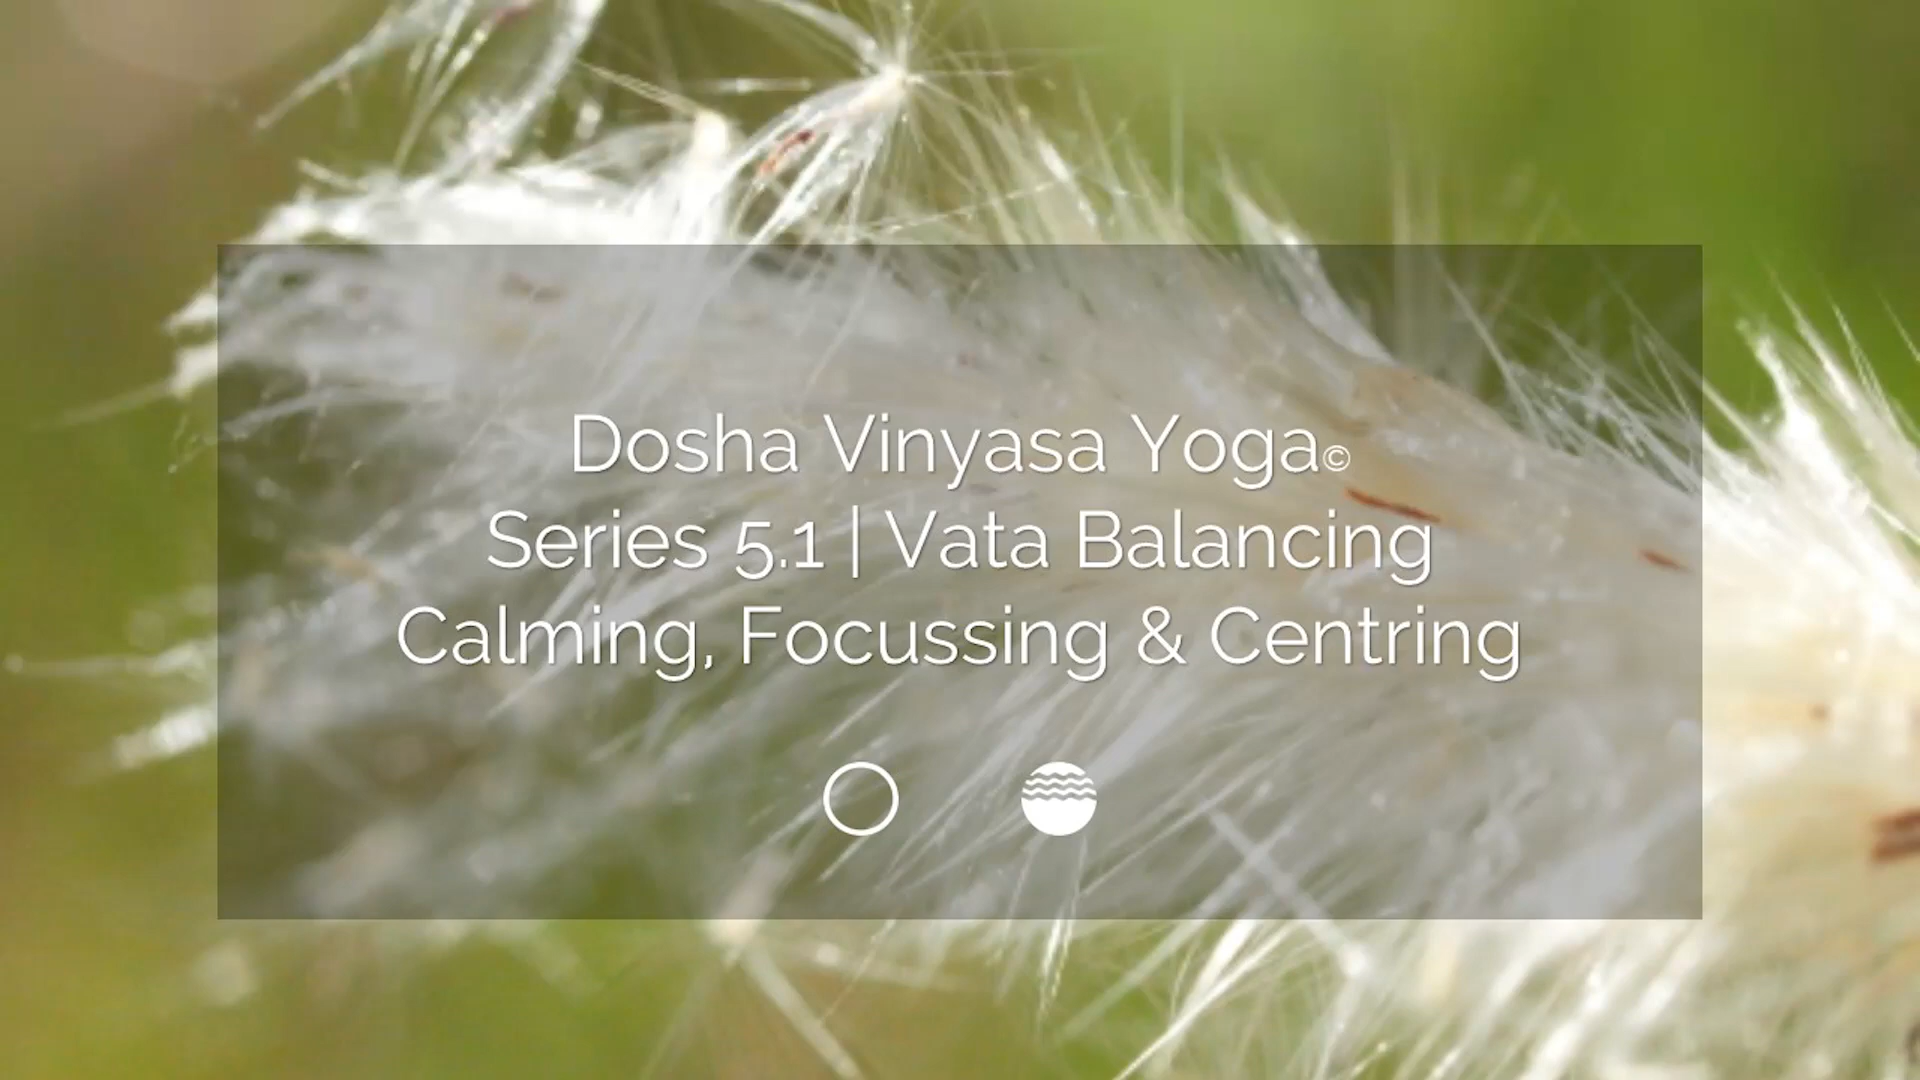 Dosha Vinyasa Yoga©
Series 5.1 | Vata Balancing
Calming, Focussing & Centring